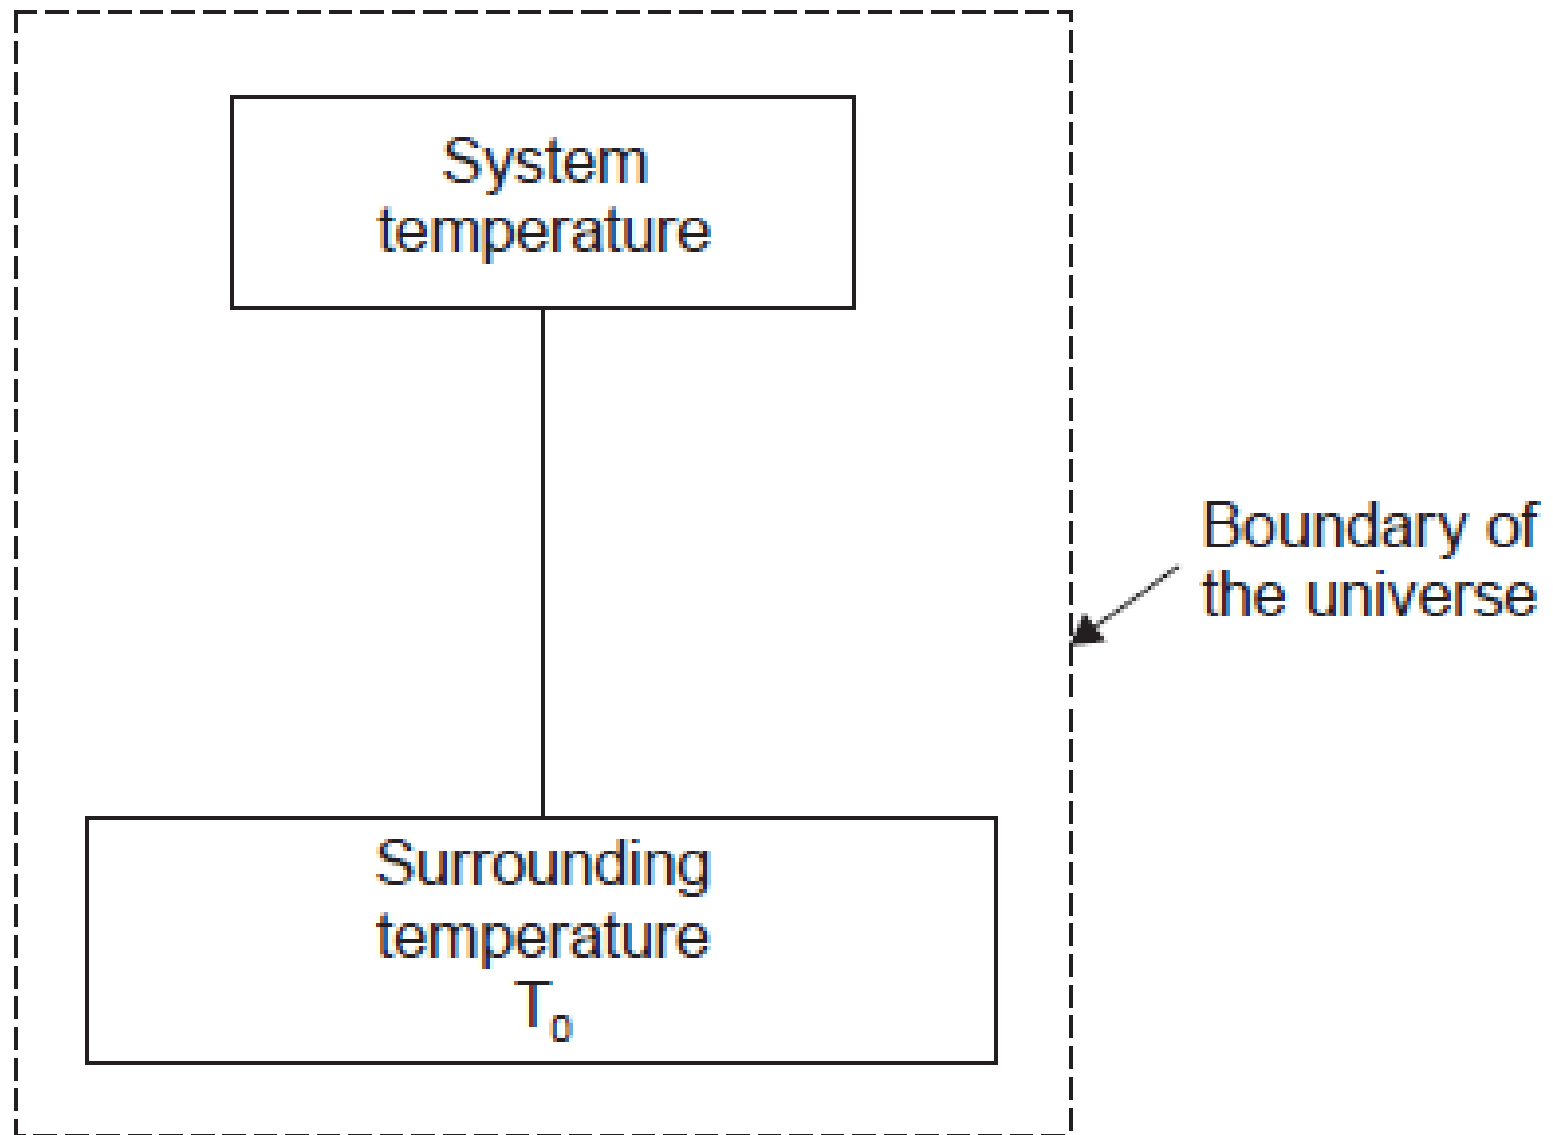 System
temperature
Boundary of
the universe
Surrounding
temperature
T₀